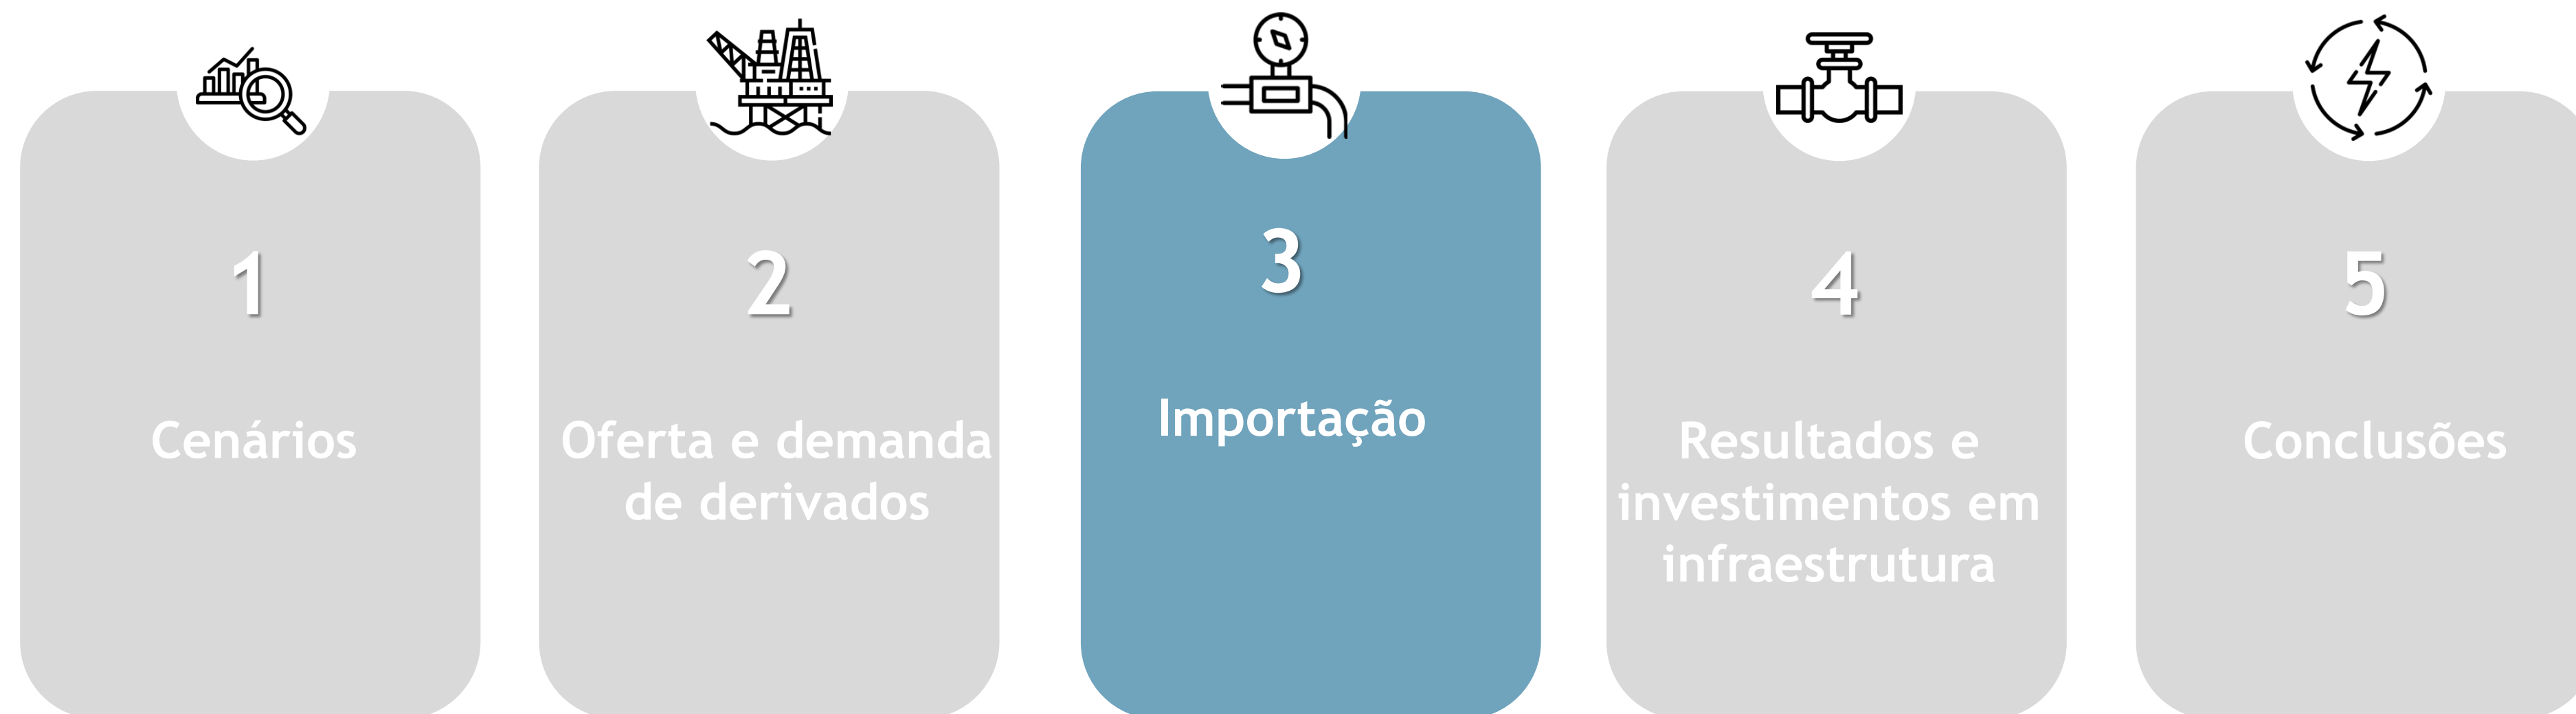 1
Cenários
2
Oferta e demanda
de derivados
3
Importação
4
Resultados e
investimentos em
infraestrutura
5
Conclusões